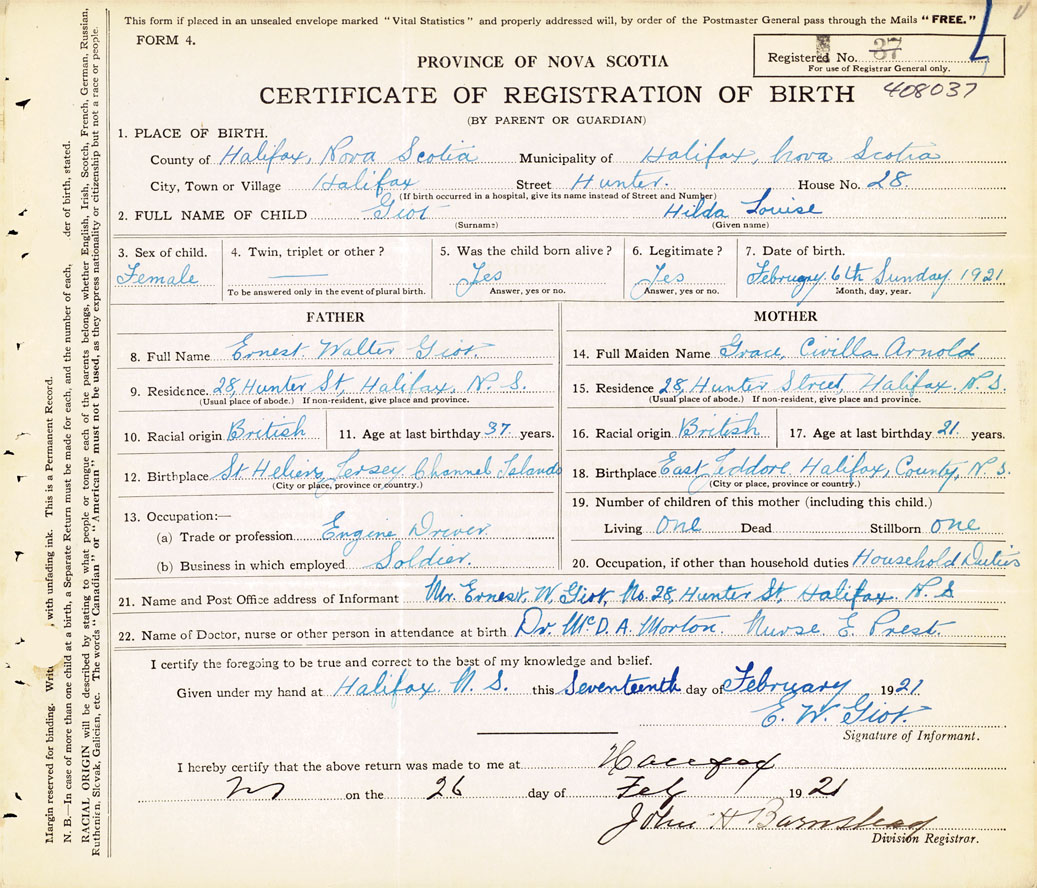 This form if placed in an unsealed envelope marked "Vital Statistics" and properly addressed will, by order of the Postmaster General pass through the Mails "FREE."
FORM 4.
Registered No. 37
For use of Registrar General only.
PROVINCE OF NOVA SCOTIA
CERTIFICATE OF REGISTRATION OF BIRTH 408037
(BY PARENT OR GUARDIAN)
1. PLACE OF BIRTH.
County of Halifax, Nova Scotia Municipality of Halifax, Nova Scotia
City, Town or Village Halifax Street Hunter. House No. 28.
(If birth occurred in a hospital, give its name instead of Street and Number)
2. FULL NAME OF CHILD Giot Hilda Louise
(Surname) (Given name)
3. Sex of child. 4. Twin, triplet or other? 5. Was the child born alive? 6. Legitimate? 7. Date of birth.
Female Yes Yes February 6th Sunday 1921
To be answered only in the event of plural birth. Answer, yes or no. Answer, yes or no. Month, day, year.
FATHER
8. Full Name Ernest Walter Giot.
9. Residence. 28, Hunter St, Halifax, N. S.
(Usual place of abode.) If non-resident, give place and province.
10. Racial origin British 11. Age at last birthday 37 years.
12. Birthplace St Heliers Jersey Channel Islands
(City or place, province or country.)
13. Occupation:—
(a) Trade or profession Engine Driver
(b) Business in which employed Soldier.
MOTHER
14. Full Maiden Name Grace, Civilla Arnold
15. Residence 28, Hunter Street, Halifax. N. S.
(Usual place of abode.) If non-resident, give place and province.
16. Racial origin British 17. Age at last birthday 21 years.
18. Birthplace East Jeddore Halifax, County, N. S.
(City or place, province or country.)
19. Number of children of this mother (including this child.)
Living One Dead Stillborn one
20. Occupation, if other than household duties Household Duties
21. Name and Post Office address of Informant Mr. Ernest. W. Giot, No. 28, Hunter St, Halifax. N. S
22. Name of Doctor, nurse or other person in attendance at birth Dr. McD. A. Morton. Nurse E. Prest.
I certify the foregoing to be true and correct to the best of my knowledge and belief.
Given under my hand at Halifax. N. S. this Seventeenth day of February 1921
E. W. Giot.
Signature of Informant.
I hereby certify that the above return was made to me at Halifax
NS on the 26 day of Feby 1921
John H Barnstead
Division Registrar.
Margin reserved for binding. with unfading ink. This is a Permanent Record.
N. B.—In case of more than one child at a birth, a Separate Return must be made for each, and the number of each, der of birth, stated.
RACIAL ORIGIN will be described by stating to what people or tongue each of the parents belongs, whether English, Irish, Scotch, French, German, Russian,
Ruthenian, Slovak, Galician, etc. The words "Canadian" or "American" must not be used, as they express nationality or citizenship but not a race or people.